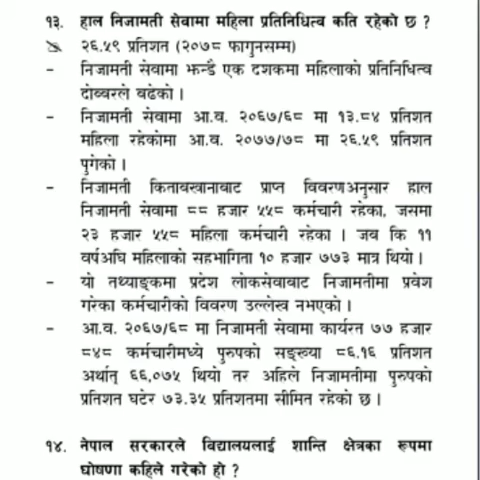 १३. हाल निजामती सेवामा महिला प्रतिनिधित्व कति रहेको छ ?
२६.५९ प्रतिशत (२०७८ फागुनसम्म)
- निजामती सेवामा झन्डै एक दशकमा महिलाको प्रतिनिधित्व
दोब्बरले बढेको ।
- निजामती सेवामा आ.व. २०६७/६८ मा १३.८४ प्रतिशत
महिला रहेकोमा आ.व. २०७७/७८ मा २६.५९ प्रतिशत
पुगेको ।
- निजामती किताबखानाबाट प्राप्त विवरणअनुसार हाल
निजामती सेवामा ८८ हजार ५५८ कर्मचारी रहेका, जसमा
२३ हजार ५५८ महिला कर्मचारी रहेका । जब कि ११
वर्षअघि महिलाको सहभागिता १० हजार ७७३ मात्र थियो ।
- यो तथ्याङ्कमा प्रदेश लोकसेवाबाट निजामतीमा प्रवेश
गरेका कर्मचारीको विवरण उल्लेख नभएको ।
- आ.व. २०६७/६८ मा निजामती सेवामा कार्यरत ७७ हजार
८४८ कर्मचारीमध्ये पुरुषको सङ्ख्या ८६.१६ प्रतिशत
अर्थात् ६६,०७५ थियो तर अहिले निजामतीमा पुरुषको
प्रतिशत घटेर ७३.३५ प्रतिशतमा सीमित रहेको छ ।
१४. नेपाल सरकारले विद्यालयलाई शान्ति क्षेत्रका रूपमा
घोषणा कहिले गरेको हो ?